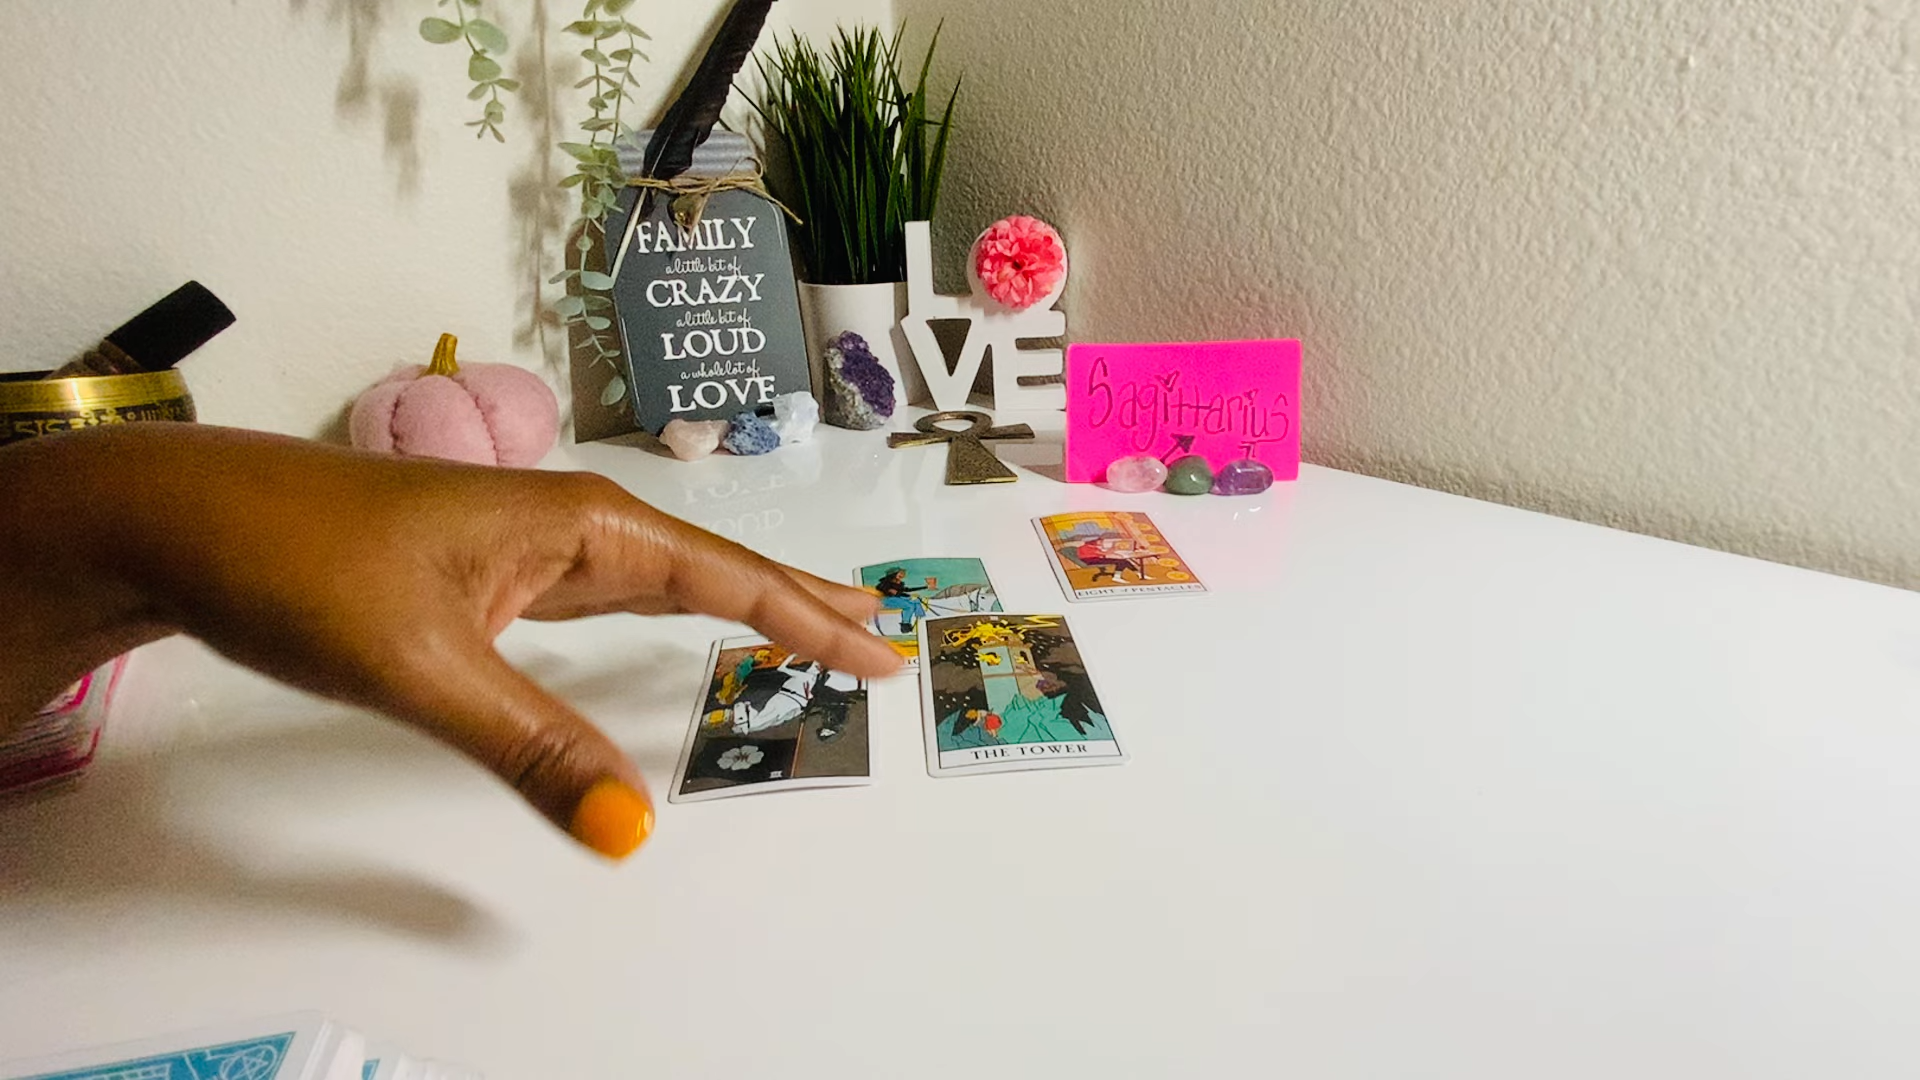 FAMILY
a little bit of
CRAZY
a little bit of
LOUD
a whole lot of
LOVE
LOVE
Sagittarius
EIGHT of PENTACLES
THE TOWER